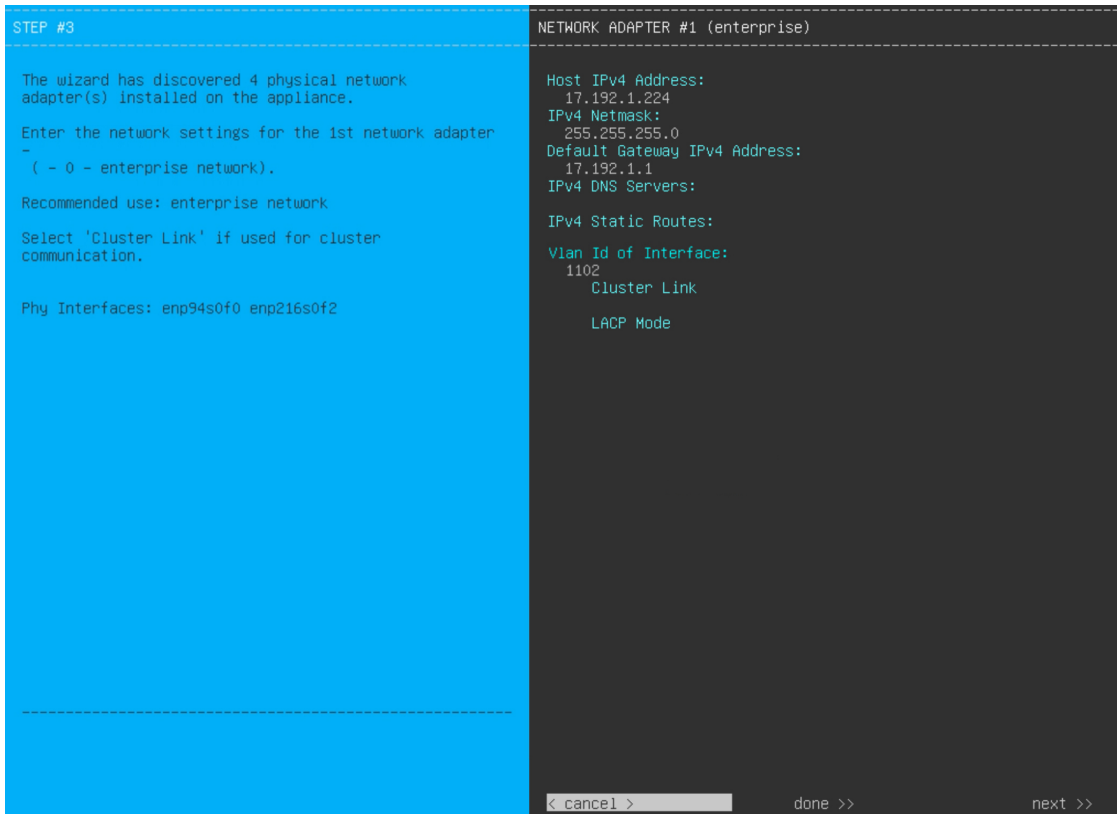 STEP #3
The wizard has discovered 4 physical network
adapter(s) installed on the appliance.
Enter the network settings for the 1st network adapter
-
( - 0 - enterprise network).
Recommended use: enterprise network
Select 'Cluster Link' if used for cluster
communication.
Phy Interfaces: enp94s0f0 enp216s0f2
NETWORK ADAPTER #1 (enterprise)
Host IPv4 Address:
17.192.1.224
IPv4 Netmask:
255.255.255.0
Default Gateway IPv4 Address:
17.192.1.1
IPv4 DNS Servers:
IPv4 Static Routes:
Vlan Id of Interface:
1102
Cluster Link
LACP Mode
< cancel > done >> next >>